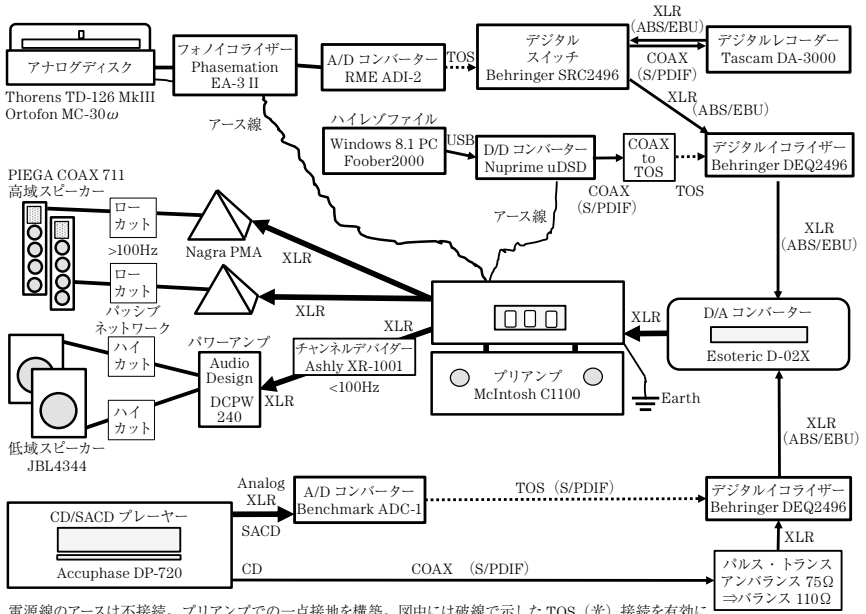 XLR
(ABS/EBU)
フォノイコライザー
Phasemation
EA-3 II
A/D コンバーター
RME ADI-2
TOS
デジタル
スイッチ
Behringer SRC2496
COAX
(S/PDIF)
デジタルレコーダー
Tascam DA-3000
アナログディスク
Thorens TD-126 MkIII
Ortofon MC-30ω
アース線
XLR
(ABS/EBU)
ハイレゾファイル
Windows 8.1 PC
Foober2000
USB
D/D コンバーター
Nuprime uDSD
COAX
(S/PDIF)
COAX
to
TOS
TOS
デジタルイコライザー
Behringer DEQ2496
アース線
PIEGA COAX 711
高域スピーカー
ロー
カット
>100Hz
Nagra PMA
XLR
ロー
カット
XLR
XLR
(ABS/EBU)
パッシブ
ネットワーク
ハイ
カット
パワーアンプ
Audio
Design
DCPW
240
XLR
XLR
チャンネルデバイダー
Ashly XR-1001
<100Hz
プリアンプ
McIntosh C1100
Earth
XLR
D/A コンバーター
Esoteric D-02X
ハイ
カット
低域スピーカー
JBL4344
XLR
(ABS/EBU)
CD/SACD プレーヤー
Accuphase DP-720
Analog
XLR
SACD
A/D コンバーター
Benchmark ADC-1
TOS (S/PDIF)
デジタルイコライザー
Behringer DEQ2496
XLR
CD
COAX (S/PDIF)
パルス・トランス
アンバランス 75Ω
⇒バランス 110Ω
電源線のアースは不接続。プリアンプでの一点接地を構築。図中には破線で示した TOS（光）接続を有効に